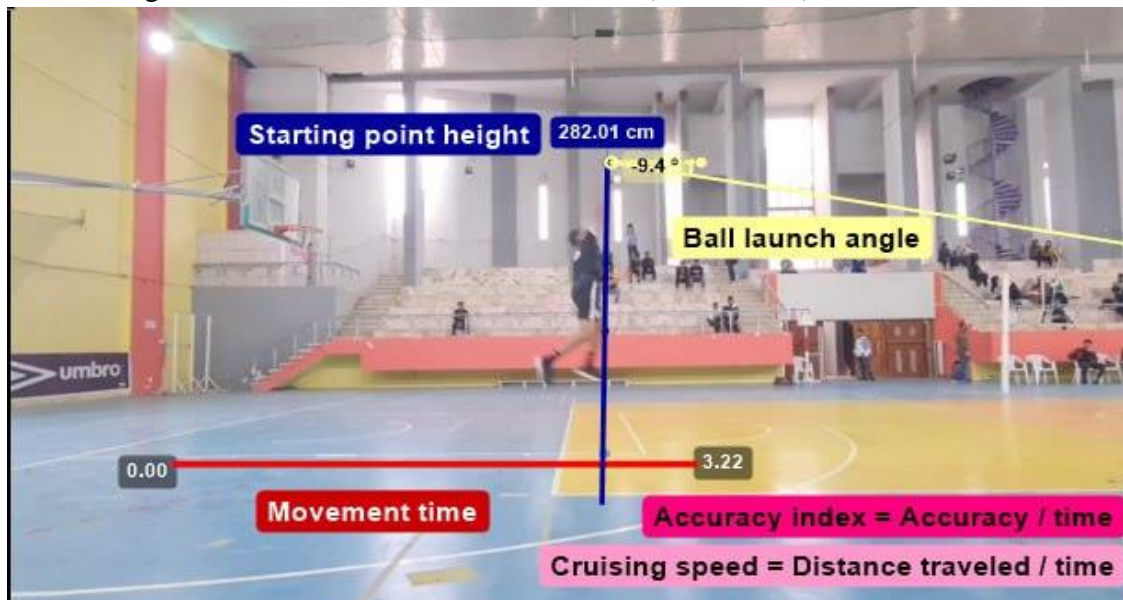 Starting point height
282.01 cm
-9.4 °
Ball launch angle
umbro
0.00
3.22
Movement time
Accuracy index = Accuracy / time
Cruising speed = Distance traveled / time